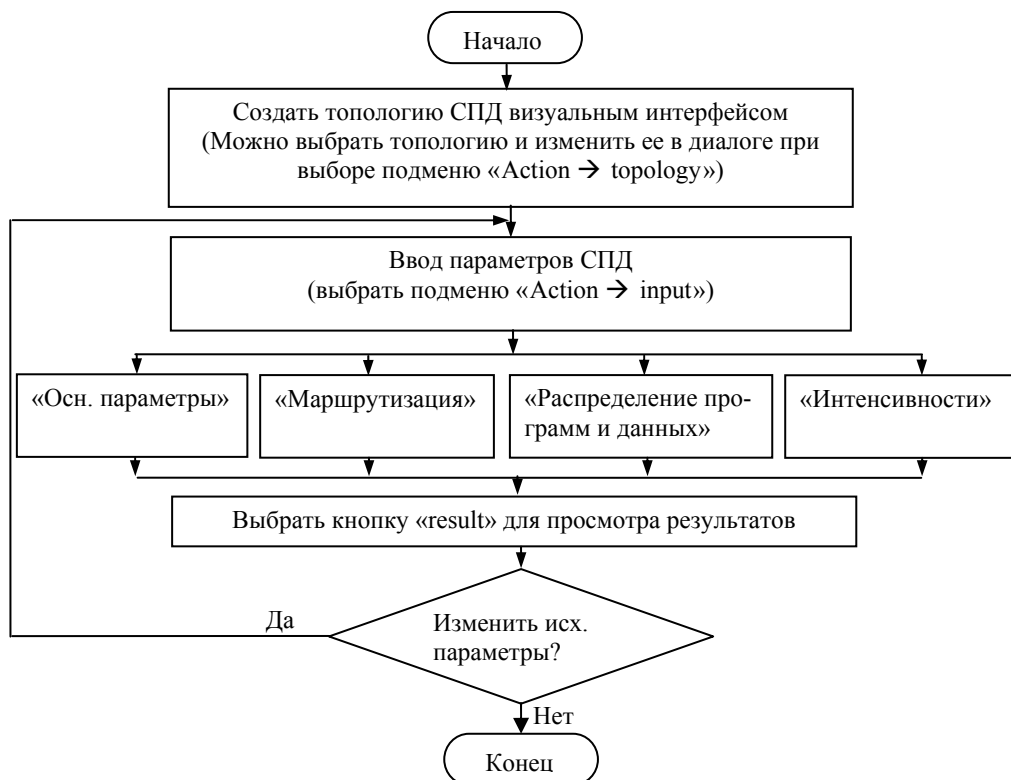 Начало
Создать топологию СПД визуальным интерфейсом
(Можно выбрать топологию и изменить ее в диалоге при
выборе подменю «Action → topology»)
Ввод параметров СПД
(выбрать подменю «Action → input»)
«Осн. параметры»
«Маршрутизация»
«Распределение про-
грамм и данных»
«Интенсивности»
Выбрать кнопку «result» для просмотра результатов
Да
Изменить исх.
параметры?
Нет
Конец